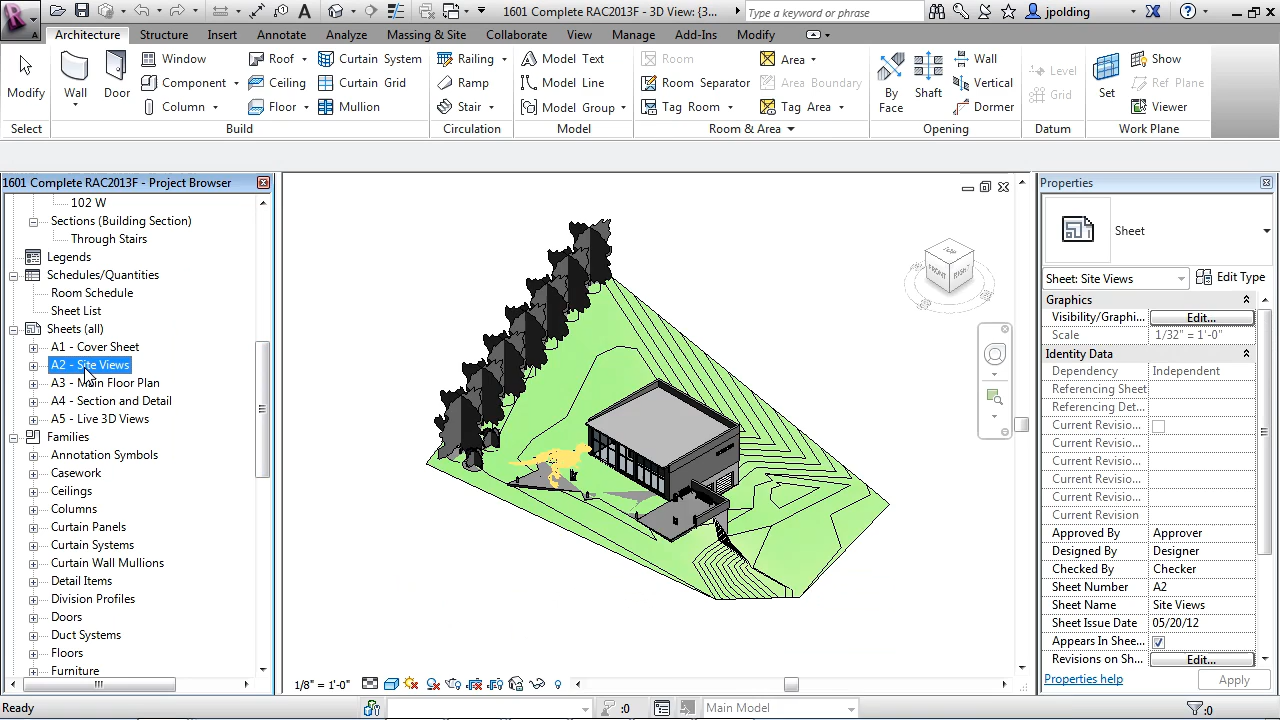 1601 Complete RAC2013F - 3D View: {3...
Type a keyword or phrase
jpolding
A
Architecture Structure Insert Annotate Analyze Massing & Site Collaborate View Manage Add-Ins Modify
Modify
Wall
Door
Window
Component
Column
Roof
Ceiling
Floor
Curtain System
Curtain Grid
Mullion
Railing
Ramp
Stair
Model Text
Model Line
Model Group
Room
Room Separator
Tag Room
Area
Area Boundary
Tag Area
By
Face
Shaft
Wall
Vertical
Dormer
Level
Grid
Set
Show
Ref Plane
Viewer
Select Build Circulation Model Room & Area Opening Datum Work Plane
1601 Complete RAC2013F - Project Browser
102 W
Sections (Building Section)
Through Stairs
Legends
Schedules/Quantities
Room Schedule
Sheet List
Sheets (all)
A1 - Cover Sheet
A2 - Site Views
A3 - Main Floor Plan
A4 - Section and Detail
A5 - Live 3D Views
Families
Annotation Symbols
Casework
Ceilings
Columns
Curtain Panels
Curtain Systems
Curtain Wall Mullions
Detail Items
Division Profiles
Doors
Duct Systems
Floors
Furniture
FRONT
RIGHT
1/8" = 1'-0"
Properties
Sheet
Sheet: Site Views
Edit Type
Graphics
Visibility/Graphi... Edit...
Scale 1/32" = 1'-0"
Identity Data
Dependency Independent
Referencing Sheet
Referencing Det...
Current Revisio...
Current Revisio...
Current Revisio...
Current Revisio...
Current Revisio...
Current Revision
Approved By Approver
Designed By Designer
Checked By Checker
Sheet Number A2
Sheet Name Site Views
Sheet Issue Date 05/20/12
Appears In Shee...
Revisions on Sh... Edit...
Properties help
Apply
Ready
:0
Main Model
:0